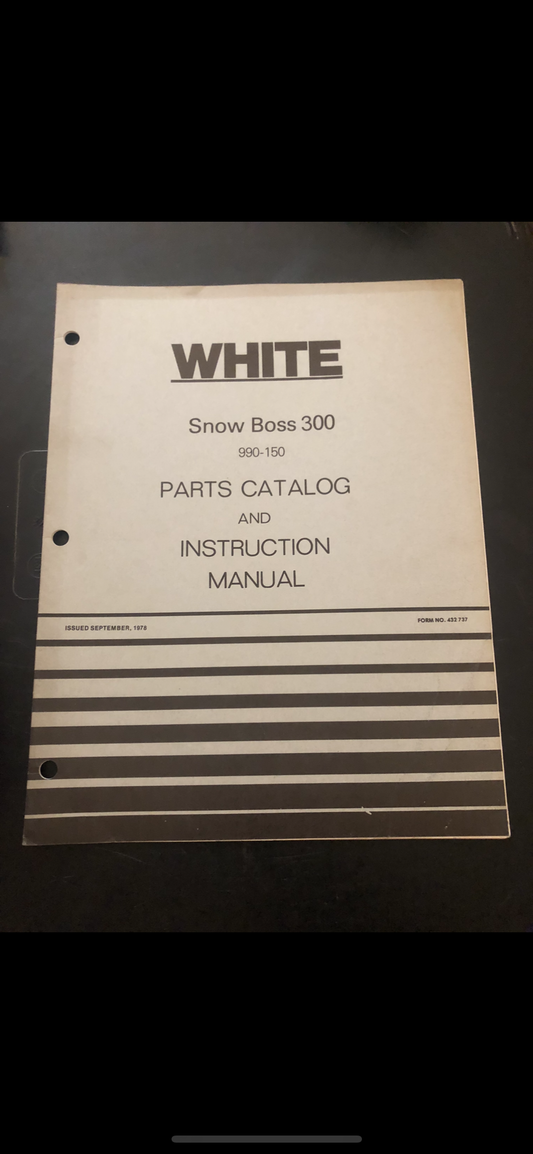 WHITE
Snow Boss 300
990-150
PARTS CATALOG
AND
INSTRUCTION
MANUAL
ISSUED SEPTEMBER, 1978
FORM NO. 433 737